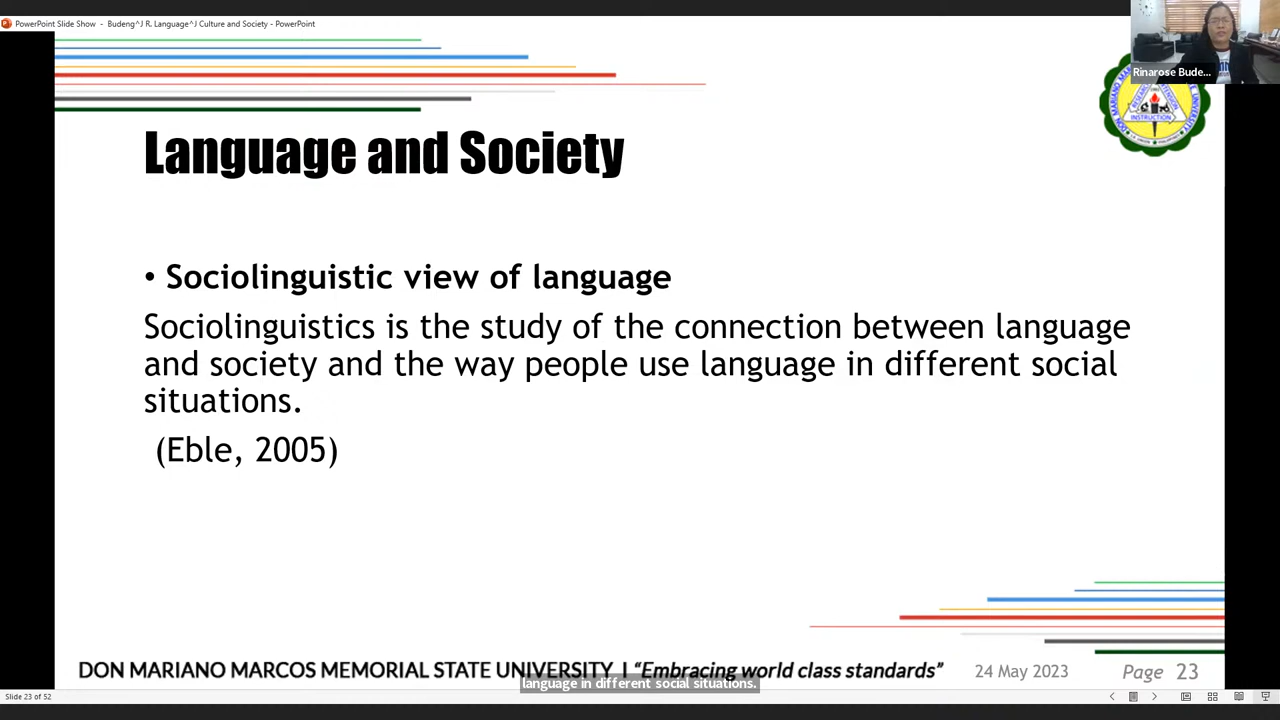 PowerPoint Slide Show - Budeng^J R. Language^J Culture and Society - PowerPoint
Rinarose Bude...
INSTRUCTION
Language and Society
• Sociolinguistic view of language
Sociolinguistics is the study of the connection between language
and society and the way people use language in different social
situations.
(Eble, 2005)
DON MARIANO MARCOS MEMORIAL STATE UNIVERSITY I “Embracing world class standards”
24 May 2023
Page 23
language in different social situations.
Slide 23 of 52